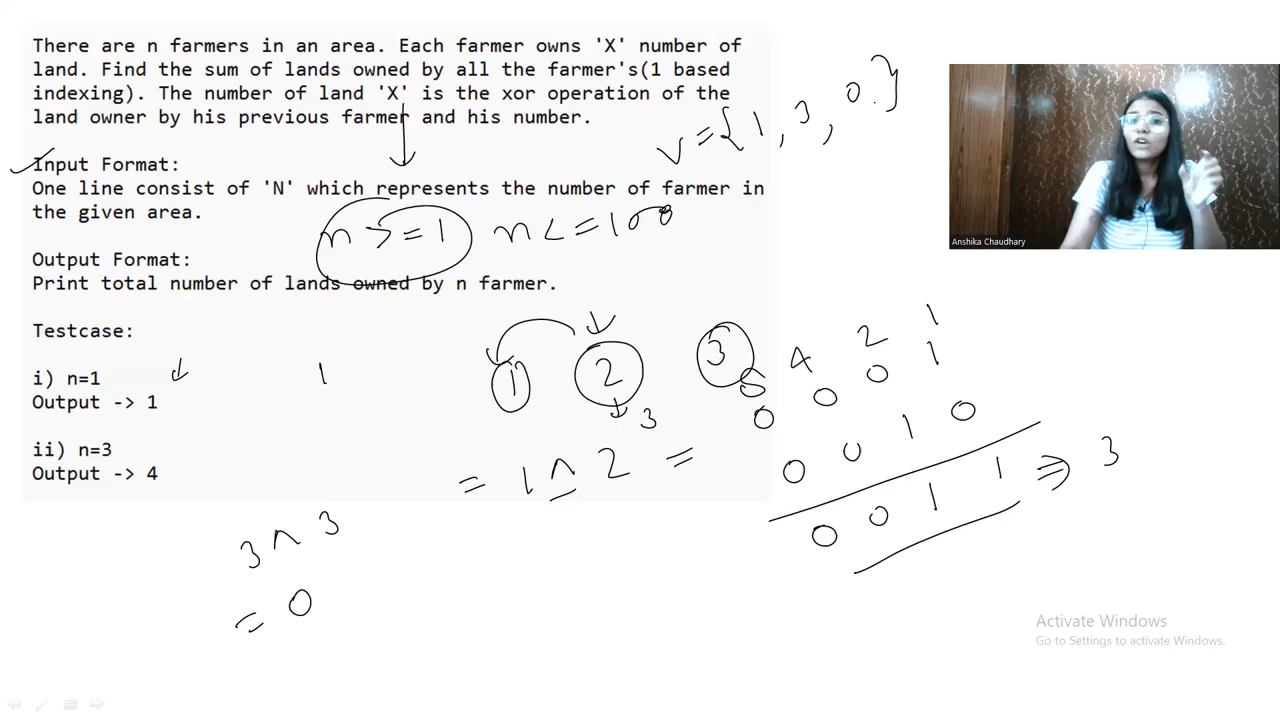 There are n farmers in an area. Each farmer owns 'X' number of
land. Find the sum of lands owned by all the farmer's(1 based
indexing). The number of land 'X' is the xor operation of the
land owner by his previous farmer and his number.
v={1, 3, 0.}
Anshika Chaudhary
Input Format:
One line consist of 'N' which represents the number of farmer in
the given area.
n>=1 n<=100
Output Format:
Print total number of lands owned by n farmer.
Testcase:
i) n=1
Output -> 1
1
1 2 3
3
8 4 2 1
0 0 0 1
0 0 1 0
0 0 1 1 => 3
= 1 ^ 2 =
ii) n=3
Output -> 4
3 ^ 3
= 0
Activate Windows
Go to Settings to activate Windows.